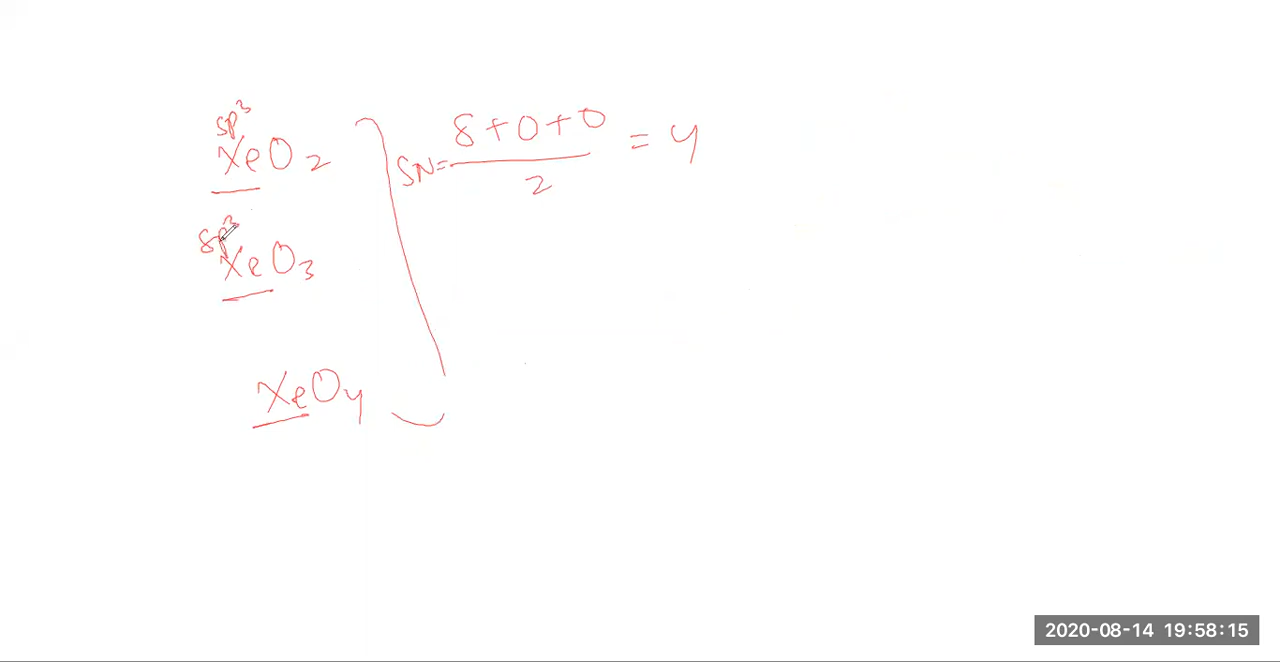 sp³
XeO₂
SN = 8+0+0 / 2 = 4
sp³
XeO₃
XeO₄
2020-08-14 19:58:15